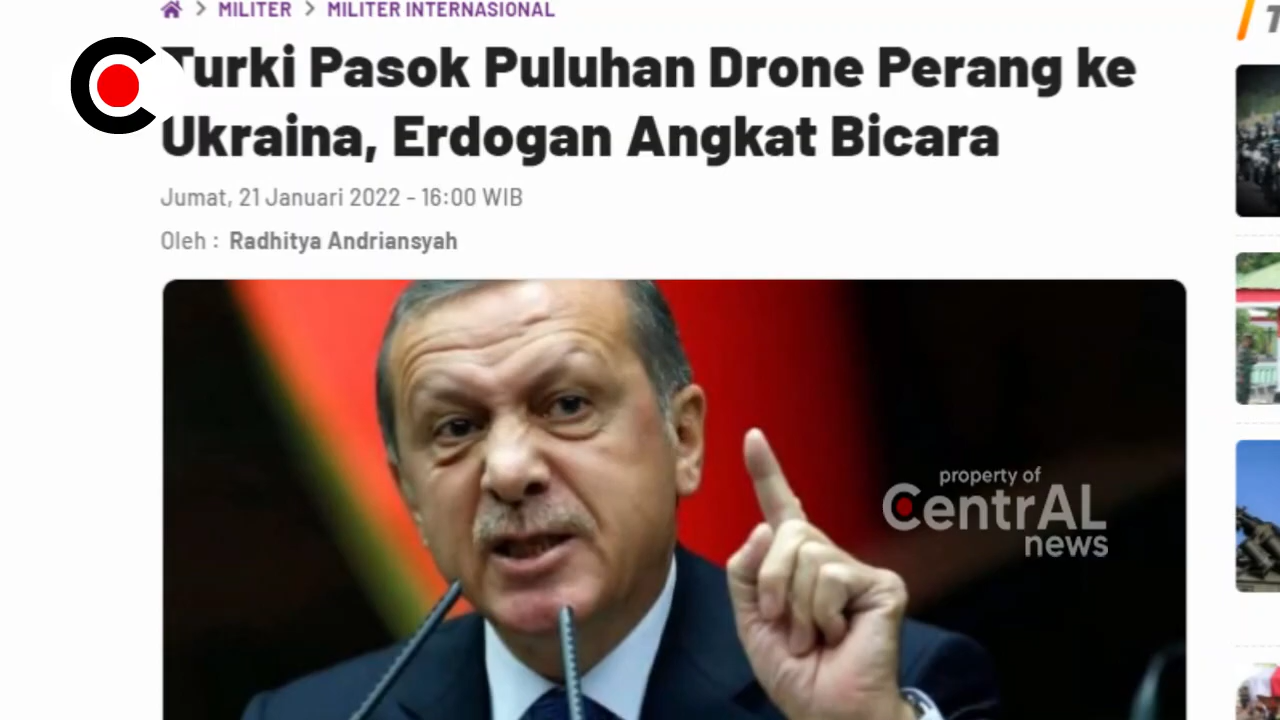 MILITER > MILITER INTERNASIONAL
Turki Pasok Puluhan Drone Perang ke
Ukraina, Erdogan Angkat Bicara
Jumat, 21 Januari 2022 - 16:00 WIB
Oleh : Radhitya Andriansyah
property of
CentrAL
news